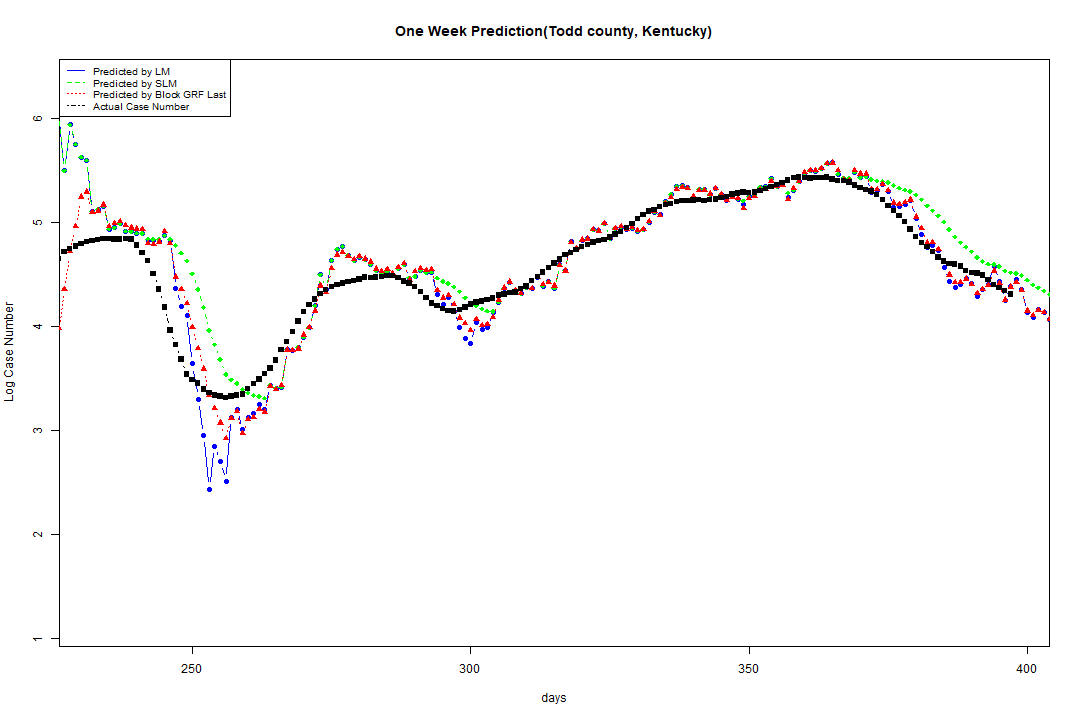 One Week Prediction(Todd county, Kentucky)
Predicted by LM
Predicted by SLM
Predicted by Block GRF Last
Actual Case Number
6
5
4
3
2
1
Log Case Number
250 300 350 400
days